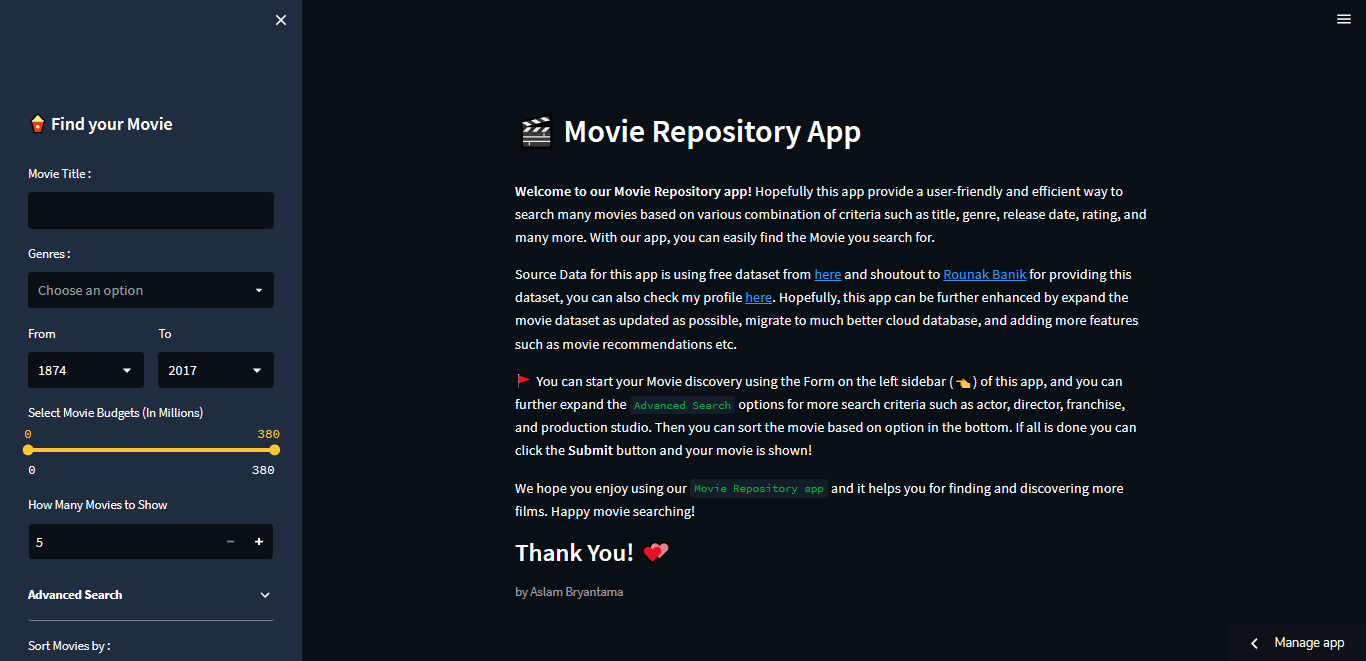 Find your Movie
Movie Title :
Genres :
Choose an option
From To
1874 2017
Select Movie Budgets (In Millions)
0 380
0 380
How Many Movies to Show
5 − +
Advanced Search
Sort Movies by :
Movie Repository App
Welcome to our Movie Repository app! Hopefully this app provide a user-friendly and efficient way to
search many movies based on various combination of criteria such as title, genre, release date, rating, and
many more. With our app, you can easily find the Movie you search for.
Source Data for this app is using free dataset from here and shoutout to Rounak Banik for providing this
dataset, you can also check my profile here. Hopefully, this app can be further enhanced by expand the
movie dataset as updated as possible, migrate to much better cloud database, and adding more features
such as movie recommendations etc.
🚩 You can start your Movie discovery using the Form on the left sidebar (👈) of this app, and you can
further expand the Advanced Search options for more search criteria such as actor, director, franchise,
and production studio. Then you can sort the movie based on option in the bottom. If all is done you can
click the Submit button and your movie is shown!
We hope you enjoy using our Movie Repository app and it helps you for finding and discovering more
films. Happy movie searching!
Thank You! 💕
by Aslam Bryantama
Manage app